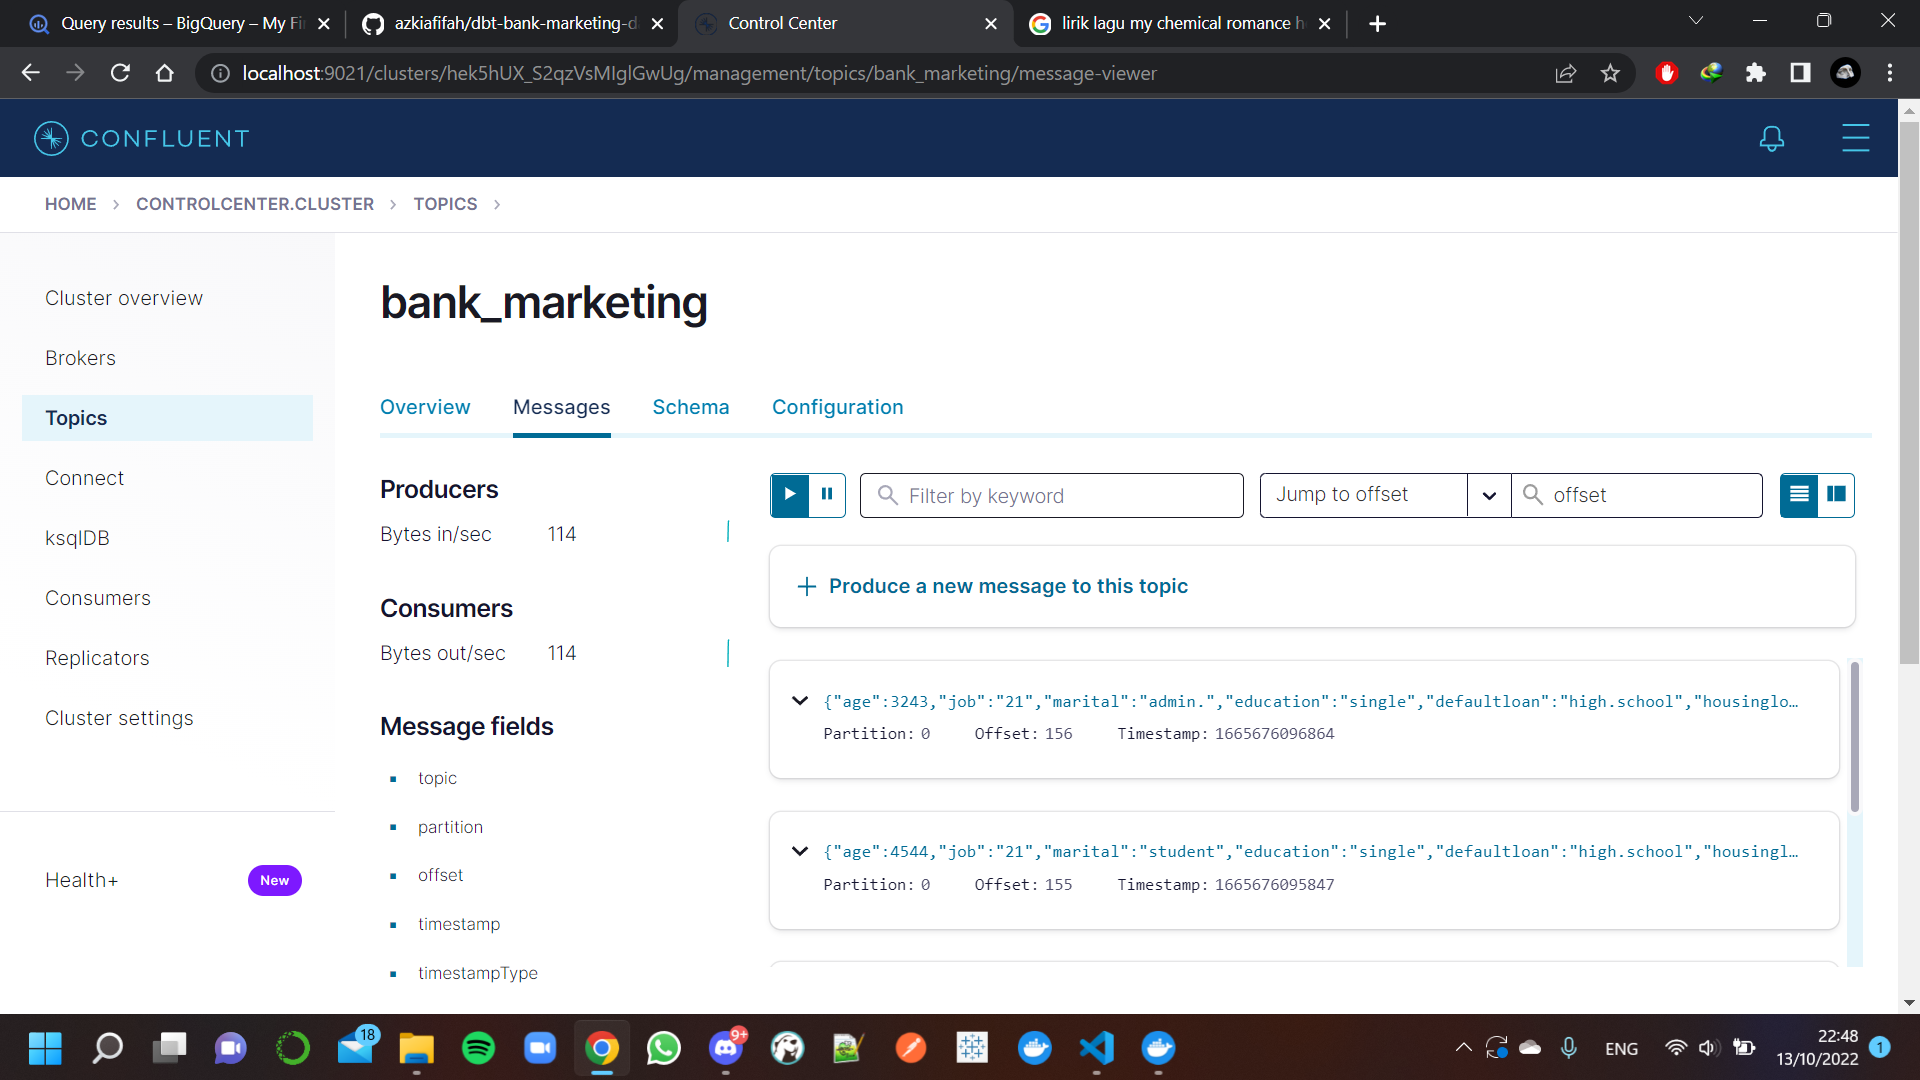 Query results – BigQuery – My Fi
azkiafifah/dbt-bank-marketing-d
Control Center
lirik lagu my chemical romance h
localhost:9021/clusters/hek5hUX_S2qzVsMIglGwUg/management/topics/bank_marketing/message-viewer
CONFLUENT
HOME > CONTROLCENTER.CLUSTER > TOPICS >
Cluster overview
Brokers
Topics
Connect
ksqlDB
Consumers
Replicators
Cluster settings
Health+ New
bank_marketing
Overview Messages Schema Configuration
Producers
Bytes in/sec 114
Consumers
Bytes out/sec 114
Message fields
topic
partition
offset
timestamp
timestampType
Filter by keyword
Jump to offset
offset
+ Produce a new message to this topic
{"age":3243,"job":"21","marital":"admin.","education":"single","defaultloan":"high.school","housinglo…
Partition: 0 Offset: 156 Timestamp: 1665676096864
{"age":4544,"job":"21","marital":"student","education":"single","defaultloan":"high.school","housingl…
Partition: 0 Offset: 155 Timestamp: 1665676095847
18
9+
ENG
22:48
13/10/2022
1